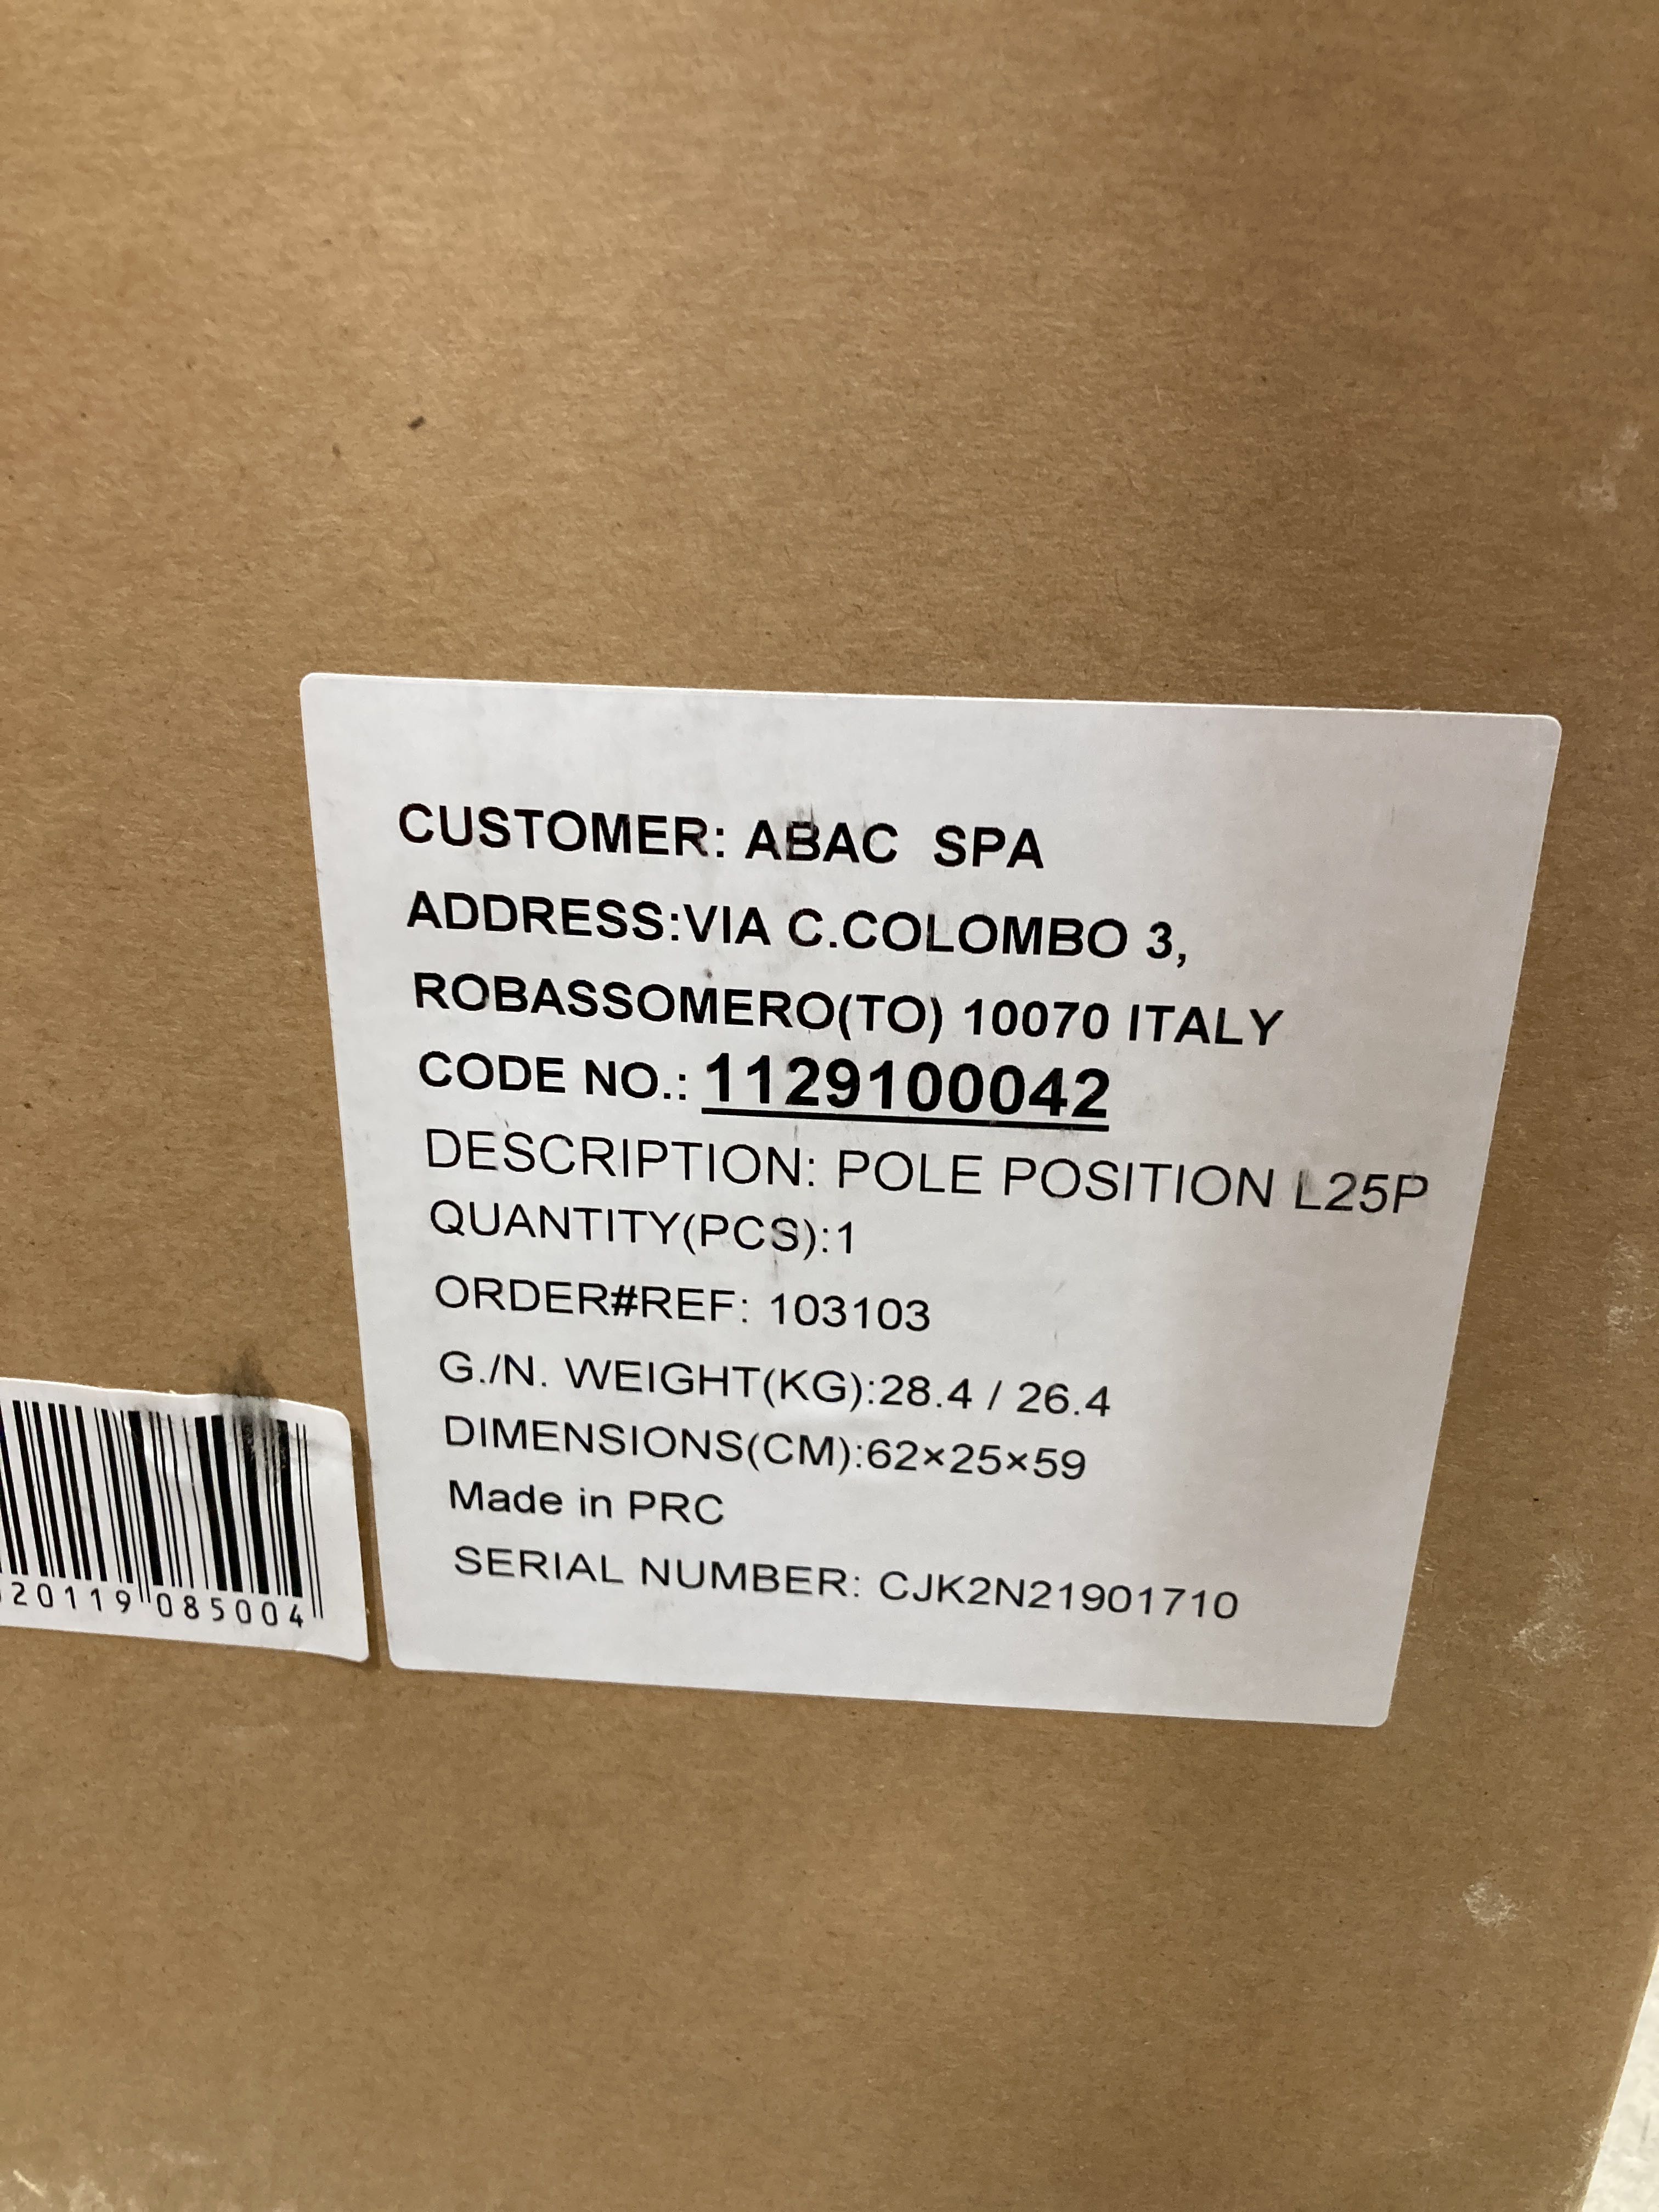 CUSTOMER: ABAC SPA
ADDRESS:VIA C.COLOMBO 3,
ROBASSOMERO(TO) 10070 ITALY
CODE NO.: 1129100042
DESCRIPTION: POLE POSITION L25P
QUANTITY(PCS):1
ORDER#REF: 103103
G./N. WEIGHT(KG):28.4 / 26.4
DIMENSIONS(CM):62×25×59
Made in PRC
SERIAL NUMBER: CJK2N21901710
20119 085004